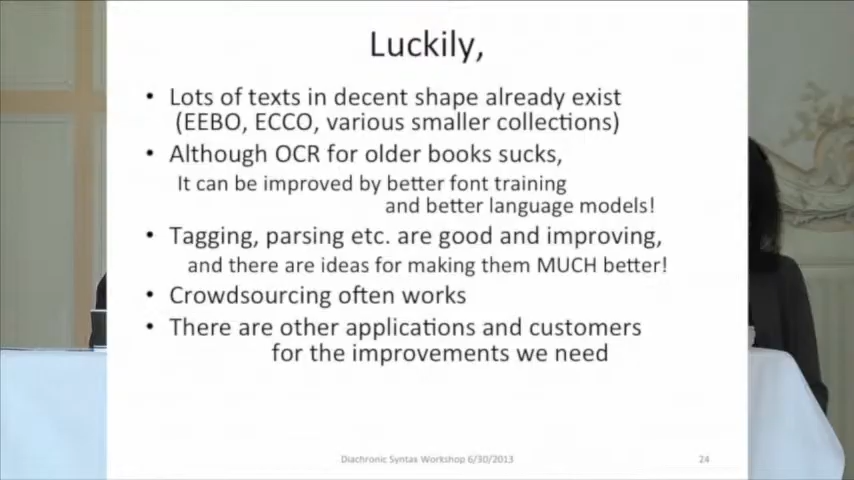 Luckily,
• Lots of texts in decent shape already exist
(EEBO, ECCO, various smaller collections)
• Although OCR for older books sucks,
It can be improved by better font training
and better language models!
• Tagging, parsing etc. are good and improving,
and there are ideas for making them MUCH better!
• Crowdsourcing often works
• There are other applications and customers
for the improvements we need
Diachronic Syntax Workshop 6/30/2013
24